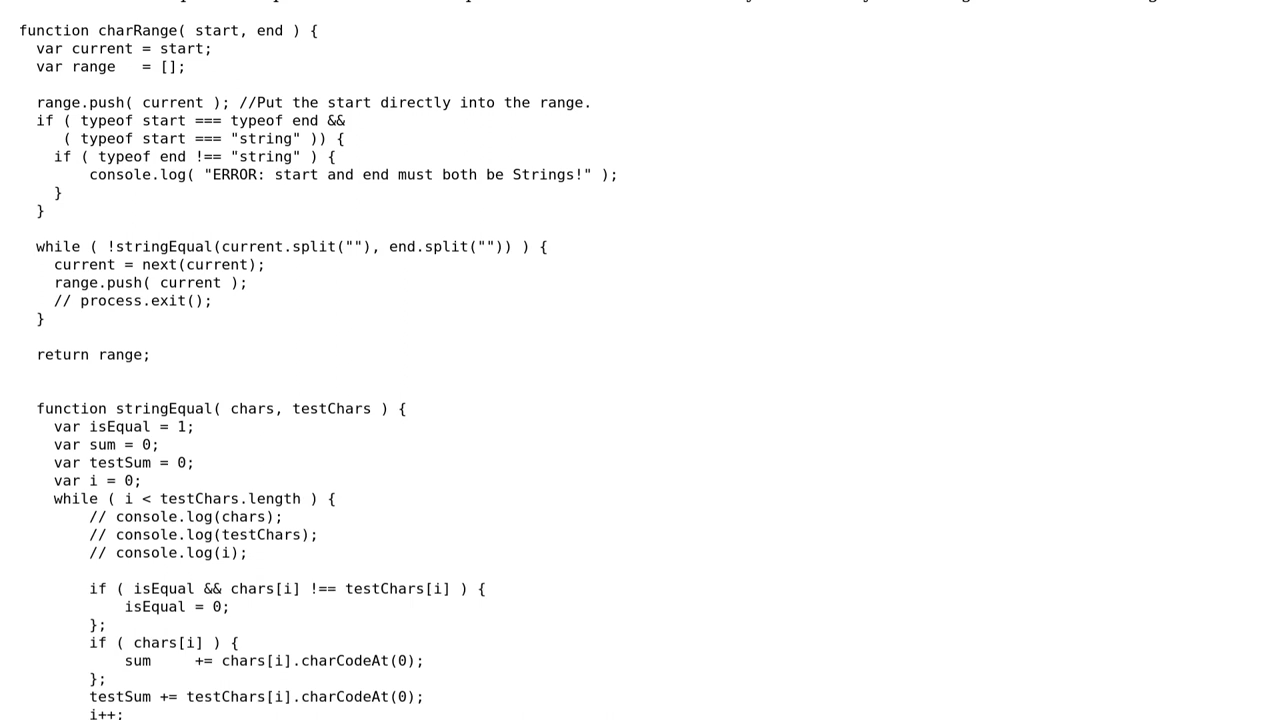 function charRange( start, end ) {
  var current = start;
  var range   = [];

  range.push( current ); //Put the start directly into the range.
  if ( typeof start === typeof end &&
     ( typeof start === "string" )) {
    if ( typeof end !== "string" ) {
        console.log( "ERROR: start and end must both be Strings!" );
    }
  }

  while ( !stringEqual(current.split(""), end.split("")) ) {
    current = next(current);
    range.push( current );
    // process.exit();
  }

  return range;


  function stringEqual( chars, testChars ) {
    var isEqual = 1;
    var sum = 0;
    var testSum = 0;
    var i = 0;
    while ( i < testChars.length ) {
        // console.log(chars);
        // console.log(testChars);
        // console.log(i);

        if ( isEqual && chars[i] !== testChars[i] ) {
            isEqual = 0;
        };
        if ( chars[i] ) {
            sum     += chars[i].charCodeAt(0);
        };
        testSum += testChars[i].charCodeAt(0);
        i++;